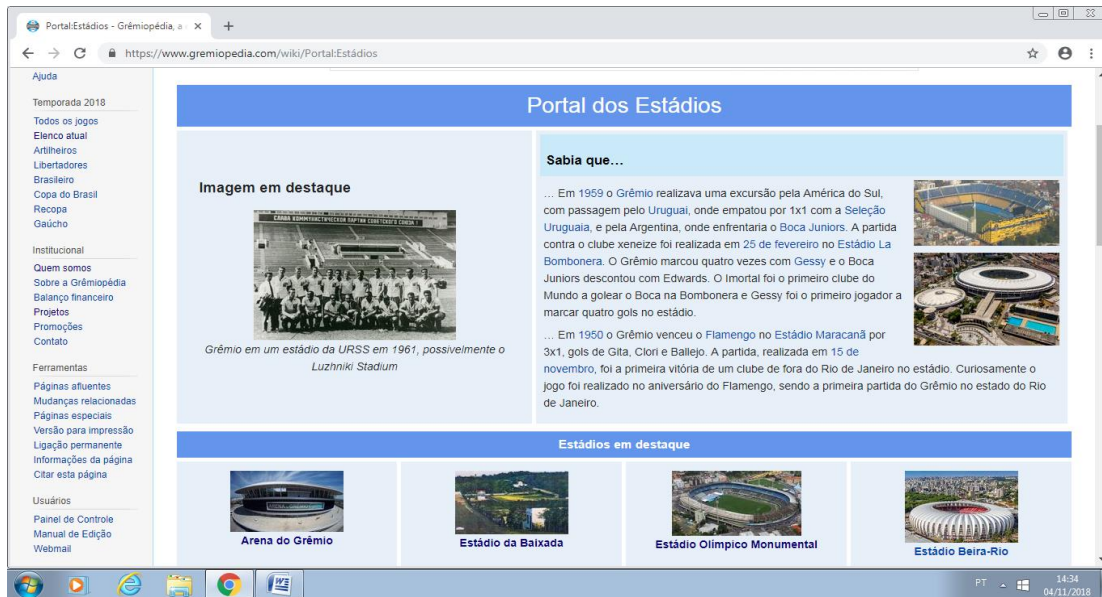 Portal:Estádios - Grêmiopédia, a
https://www.gremiopedia.com/wiki/Portal:Estádios
Ajuda
Temporada 2018
Todos os jogos
Elenco atual
Artilheiros
Libertadores
Brasileiro
Copa do Brasil
Recopa
Gaúcho
Institucional
Quem somos
Sobre a Grêmiopédia
Balanço financeiro
Projetos
Promoções
Contato
Ferramentas
Páginas afluentes
Mudanças relacionadas
Páginas especiais
Versão para impressão
Ligação permanente
Informações da página
Citar esta página
Usuários
Painel de Controle
Manual de Edição
Webmail
Portal dos Estádios
Imagem em destaque
СЛАВА КОММУНИСТИЧЕСКОЙ ПАРТИИ СОВЕТСКОГО СОЮЗА!
Grêmio em um estádio da URSS em 1961, possivelmente o
Luzhniki Stadium
Sabia que...
… Em 1959 o Grêmio realizava uma excursão pela América do Sul,
com passagem pelo Uruguai, onde empatou por 1x1 com a Seleção
Uruguaia, e pela Argentina, onde enfrentaria o Boca Juniors. A partida
contra o clube xeneize foi realizada em 25 de fevereiro no Estádio La
Bombonera. O Grêmio marcou quatro vezes com Gessy e o Boca
Juniors descontou com Edwards. O Imortal foi o primeiro clube do
Mundo a golear o Boca na Bombonera e Gessy foi o primeiro jogador a
marcar quatro gols no estádio.
… Em 1950 o Grêmio venceu o Flamengo no Estádio Maracanã por
3x1, gols de Gita, Clori e Ballejo. A partida, realizada em 15 de
novembro, foi a primeira vitória de um clube de fora do Rio de Janeiro no estádio. Curiosamente o
jogo foi realizado no aniversário do Flamengo, sendo a primeira partida do Grêmio no estado do Rio
de Janeiro.
Estádios em destaque
Arena do Grêmio
Estádio da Baixada
Estádio Olímpico Monumental
Estádio Beira-Rio
PT
14:34
04/11/2018